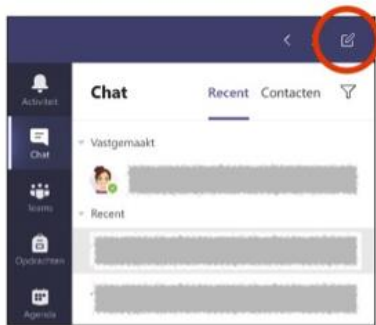 Activiteit
Chat
Recent Contacten
Chat
Vastgemaakt
Teams
Recent
Opdrachten
Agenda